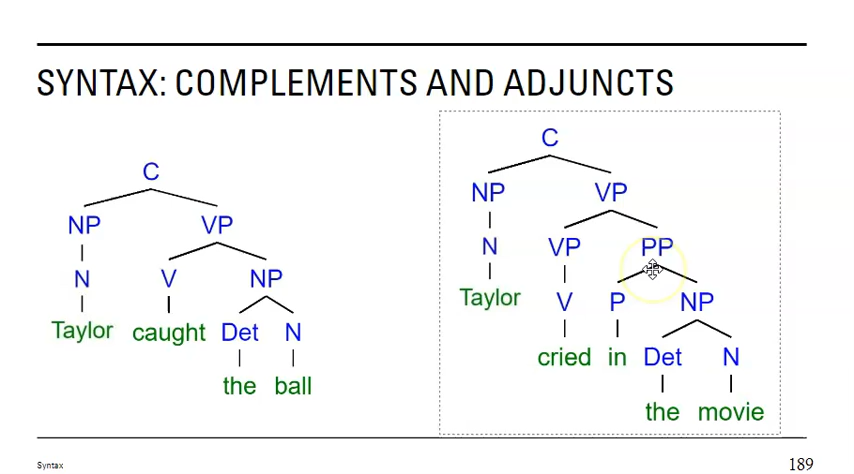 SYNTAX: COMPLEMENTS AND ADJUNCTS
C
NP VP
N V NP
Taylor caught Det N
the ball
C
NP VP
N VP PP
Taylor V P NP
cried in Det N
the movie
Syntax
189